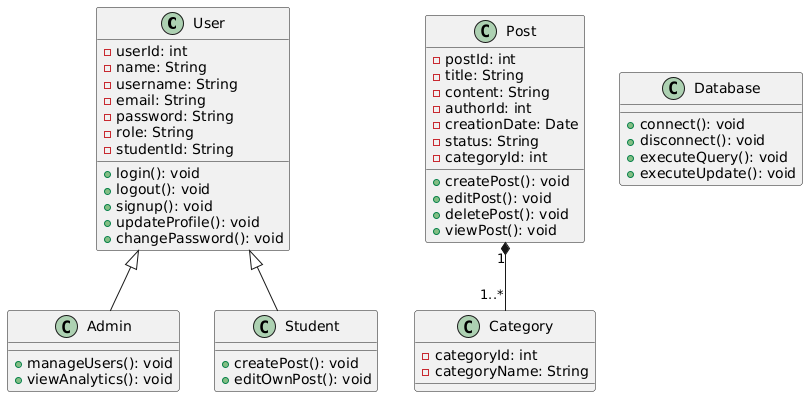 C User
userId: int
name: String
username: String
email: String
password: String
role: String
studentId: String
login(): void
logout(): void
signup(): void
updateProfile(): void
changePassword(): void
C Post
postId: int
title: String
content: String
authorId: int
creationDate: Date
status: String
categoryId: int
createPost(): void
editPost(): void
deletePost(): void
viewPost(): void
C Database
connect(): void
disconnect(): void
executeQuery(): void
executeUpdate(): void
1
1..*
C Admin
manageUsers(): void
viewAnalytics(): void
C Student
createPost(): void
editOwnPost(): void
C Category
categoryId: int
categoryName: String